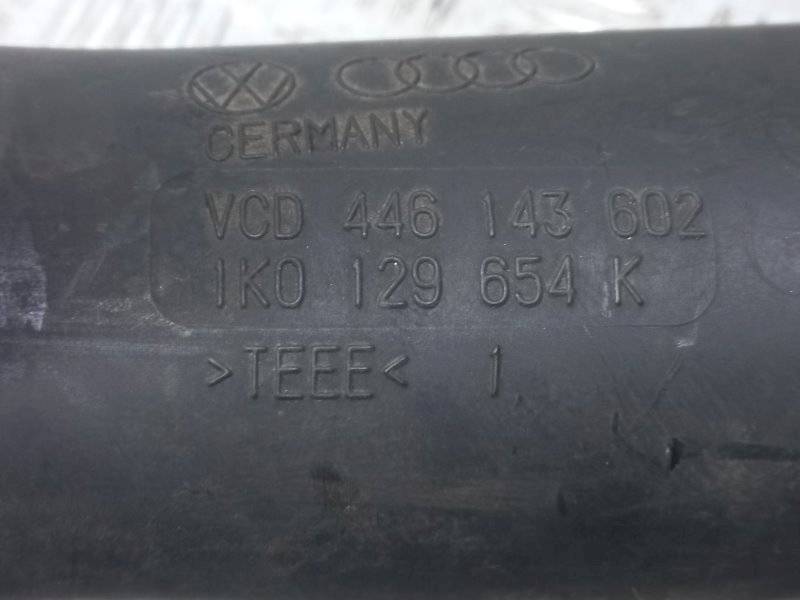 GERMANY
VCD 446 143 602
1K0 129 654 K
>TEEE< 1